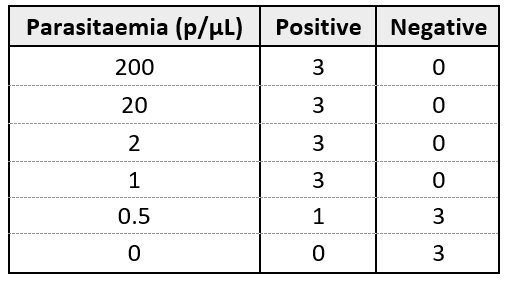 Parasitaemia (p/μL) Positive Negative
200 3 0
20 3 0
2 3 0
1 3 0
0.5 1 3
0 0 3